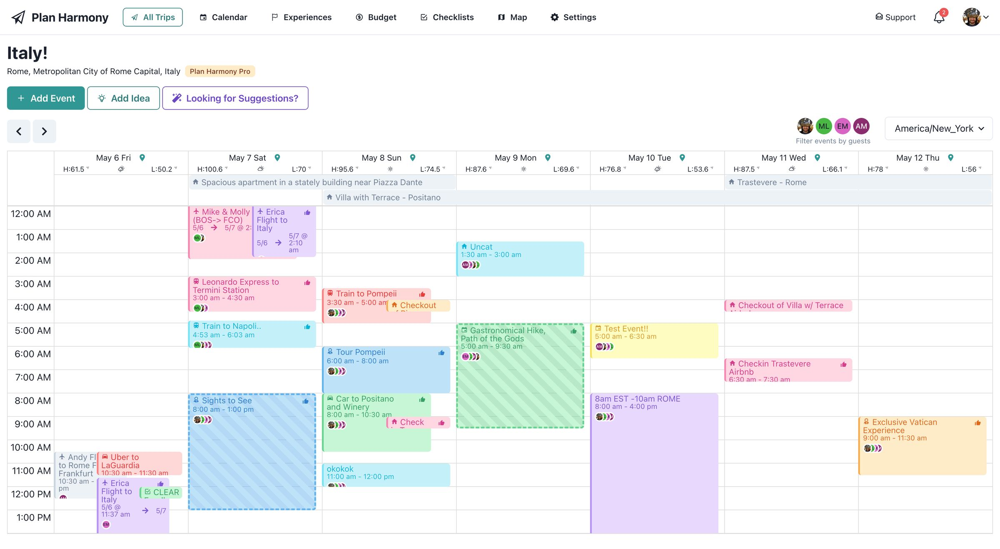 Plan Harmony
All Trips
Calendar
Experiences
Budget
Checklists
Map
Settings
Support
2
Italy!
Rome, Metropolitan City of Rome Capital, Italy
Plan Harmony Pro
+ Add Event
Add Idea
Looking for Suggestions?
ML
EM
AM
Filter events by guests
America/New_York
May 6 Fri
H:61.5 °F
L:50.2 °F
May 7 Sat
H:100.6 °F
L:70 °F
May 8 Sun
H:95.6 °F
L:74.5 °F
May 9 Mon
H:87.6 °F
L:69.6 °F
May 10 Tue
H:76.8 °F
L:53.6 °F
May 11 Wed
H:87.5 °F
L:66.1 °F
May 12 Thu
H:78 °F
L:56 °F
Spacious apartment in a stately building near Piazza Dante
Trastevere - Rome
Villa with Terrace - Positano
12:00 AM
1:00 AM
2:00 AM
3:00 AM
4:00 AM
5:00 AM
6:00 AM
7:00 AM
8:00 AM
9:00 AM
10:00 AM
11:00 AM
12:00 PM
1:00 PM
Andy Fl
to Rome F
Frankfurt
10:30 am -
pm
Uber to
LaGuardia
10:30 am - 11:30 am
Erica
Flight to
Italy
5/6 @
11:37 am
5/7
EM
CLEAR
Mike & Molly
(BOS-> FCO)
5/6
5/7 @ 2:
ML
Erica
Flight to
Italy
5/6
5/7 @
2:10
am
Leonardo Express to
Termini Station
3:00 am - 4:30 am
ML
Train to Napoli..
4:53 am - 6:03 am
ML
Sights to See
8:00 am - 1:00 pm
Train to Pompeii
3:30 am - 5:00 am
Checkout
Tour Pompeii
6:00 am - 8:00 am
Car to Positano
and Winery
8:00 am - 10:30 am
Check
okokok
11:00 am - 12:00 pm
Uncat
1:30 am - 3:00 am
AM
Gastronomical Hike,
Path of the Gods
5:00 am - 9:30 am
EM
Test Event!!
5:00 am - 6:30 am
AM
8am EST -10am ROME
8:00 am - 4:00 pm
Checkout of Villa w/ Terrace
Checkin Trastevere
Airbnb
6:30 am - 7:30 am
Exclusive Vatican
Experience
9:00 am - 11:30 am